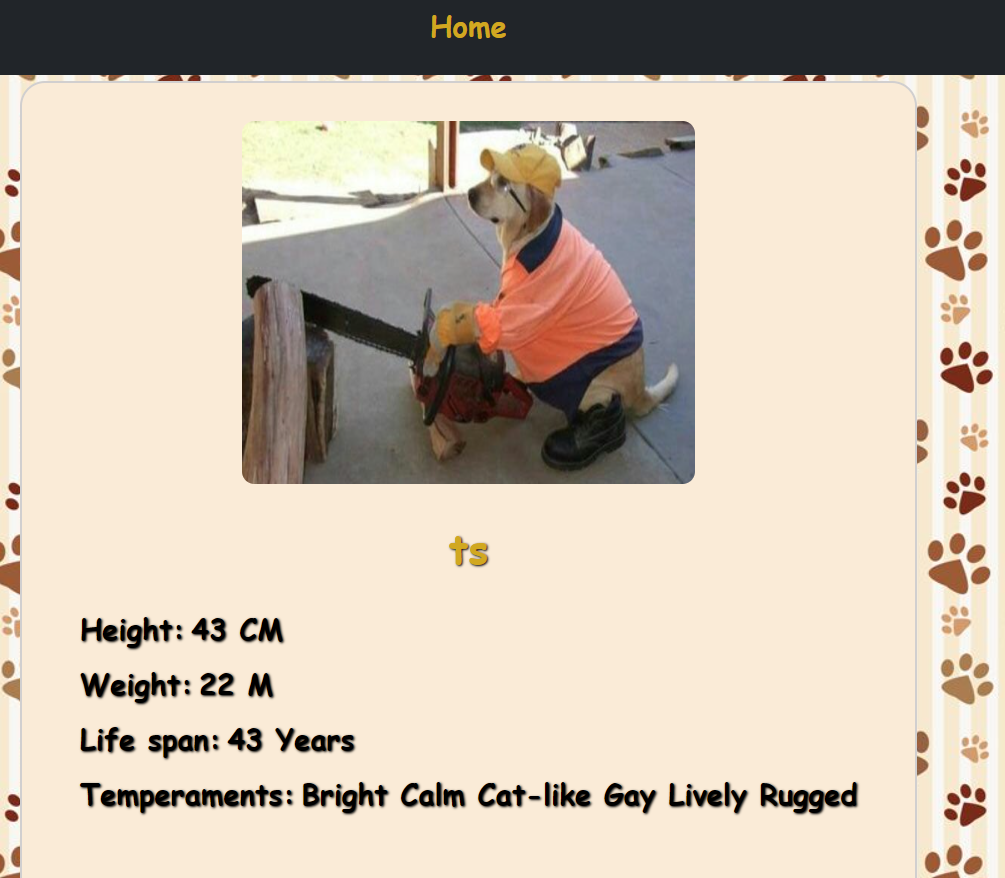 Home
ts
Height: 43 CM
Weight: 22 M
Life span: 43 Years
Temperaments: Bright Calm Cat-like Gay Lively Rugged